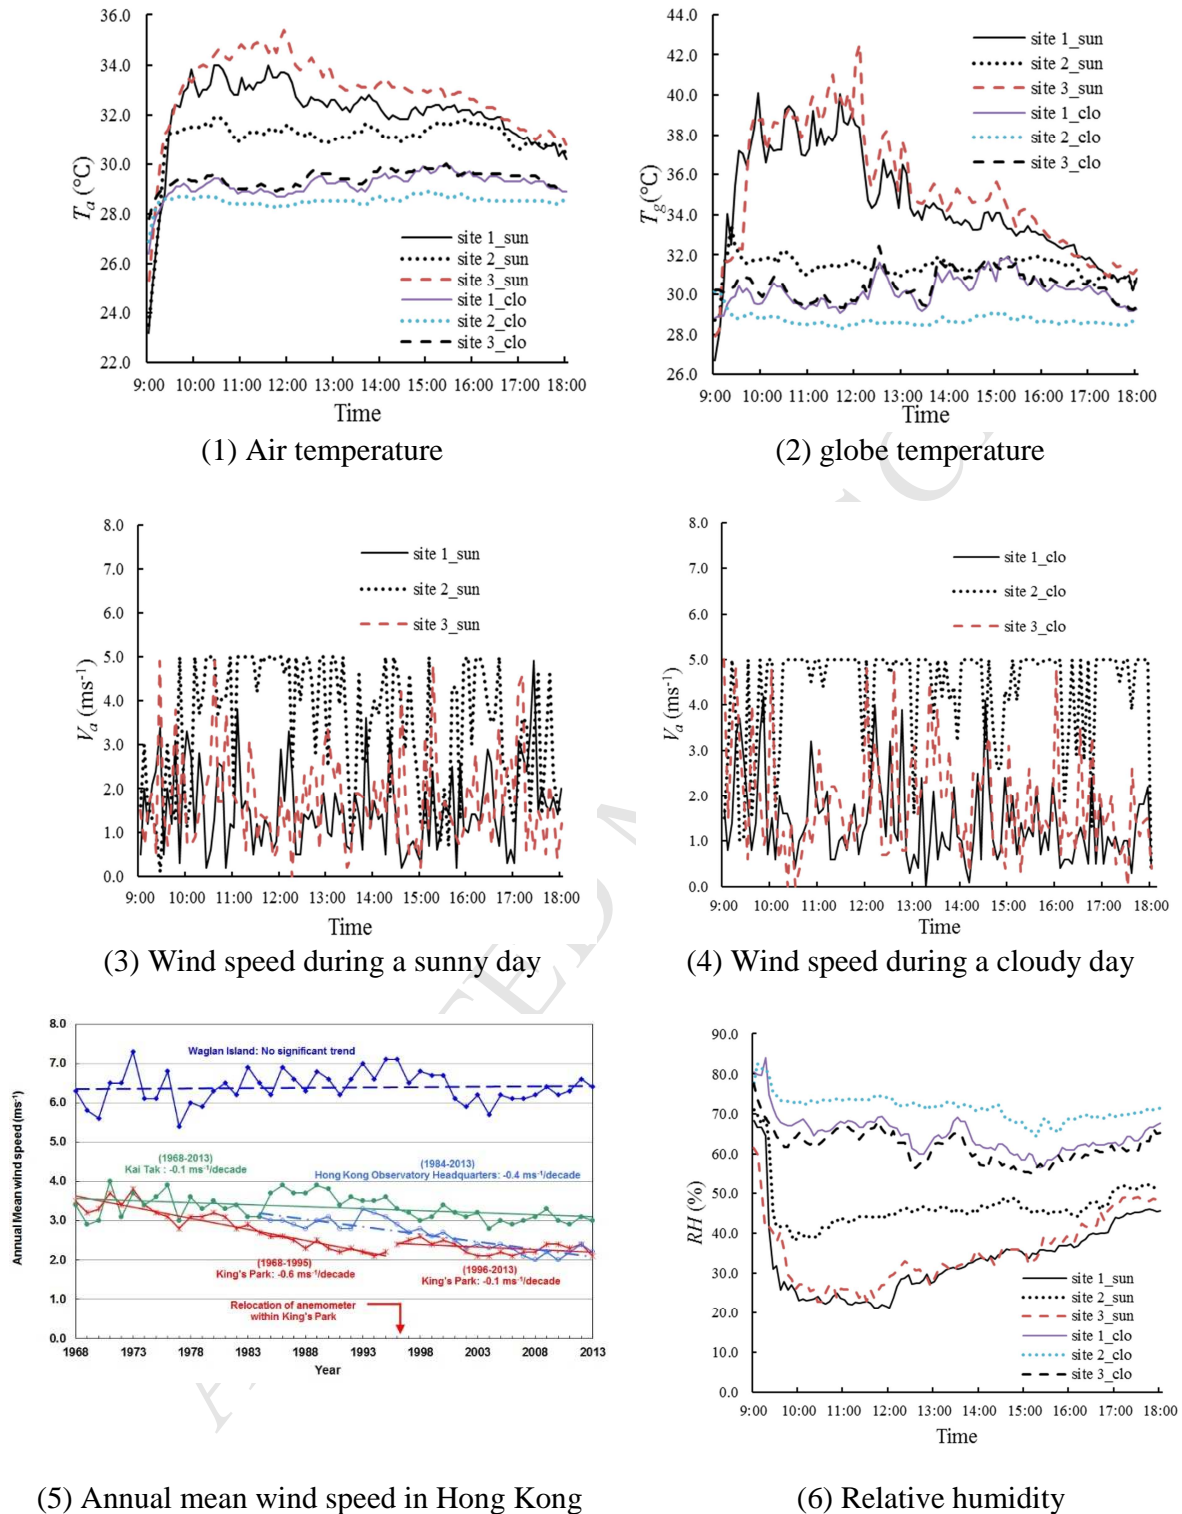 36.0
34.0
32.0
30.0
28.0
26.0
24.0
22.0
Ta (°C)
site 1_sun
site 2_sun
site 3_sun
site 1_clo
site 2_clo
site 3_clo
9:00 10:00 11:00 12:00 13:00 14:00 15:00 16:00 17:00 18:00
Time
(1) Air temperature
44.0
42.0
40.0
38.0
36.0
34.0
32.0
30.0
28.0
26.0
Tg (°C)
site 1_sun
site 2_sun
site 3_sun
site 1_clo
site 2_clo
site 3_clo
9:00 10:00 11:00 12:00 13:00 14:00 15:00 16:00 17:00 18:00
Time
(2) globe temperature
8.0
7.0
6.0
5.0
4.0
3.0
2.0
1.0
0.0
Va (ms-1)
site 1_sun
site 2_sun
site 3_sun
9:00 10:00 11:00 12:00 13:00 14:00 15:00 16:00 17:00 18:00
Time
(3) Wind speed during a sunny day
8.0
7.0
6.0
5.0
4.0
3.0
2.0
1.0
0.0
Va (ms-1)
site 1_clo
site 2_clo
site 3_clo
9:00 10:00 11:00 12:00 13:00 14:00 15:00 16:00 17:00 18:00
Time
(4) Wind speed during a cloudy day
8.0
7.0
6.0
5.0
4.0
3.0
2.0
1.0
0.0
Annual Mean wind speed (ms-1)
Waglan Island: No significant trend
(1968-2013)
Kai Tak : -0.1 ms-1/decade
(1984-2013)
Hong Kong Observatory Headquarters: -0.4 ms-1/decade
(1968-1995)
King's Park: -0.6 ms-1/decade
(1996-2013)
King's Park: -0.1 ms-1/decade
Relocation of anemometer
within King's Park
1968 1973 1978 1983 1988 1993 1998 2003 2008 2013
Year
(5) Annual mean wind speed in Hong Kong
90.0
80.0
70.0
60.0
50.0
40.0
30.0
20.0
10.0
0.0
RH (%)
site 1_sun
site 2_sun
site 3_sun
site 1_clo
site 2_clo
site 3_clo
9:00 10:00 11:00 12:00 13:00 14:00 15:00 16:00 17:00 18:00
Time
(6) Relative humidity